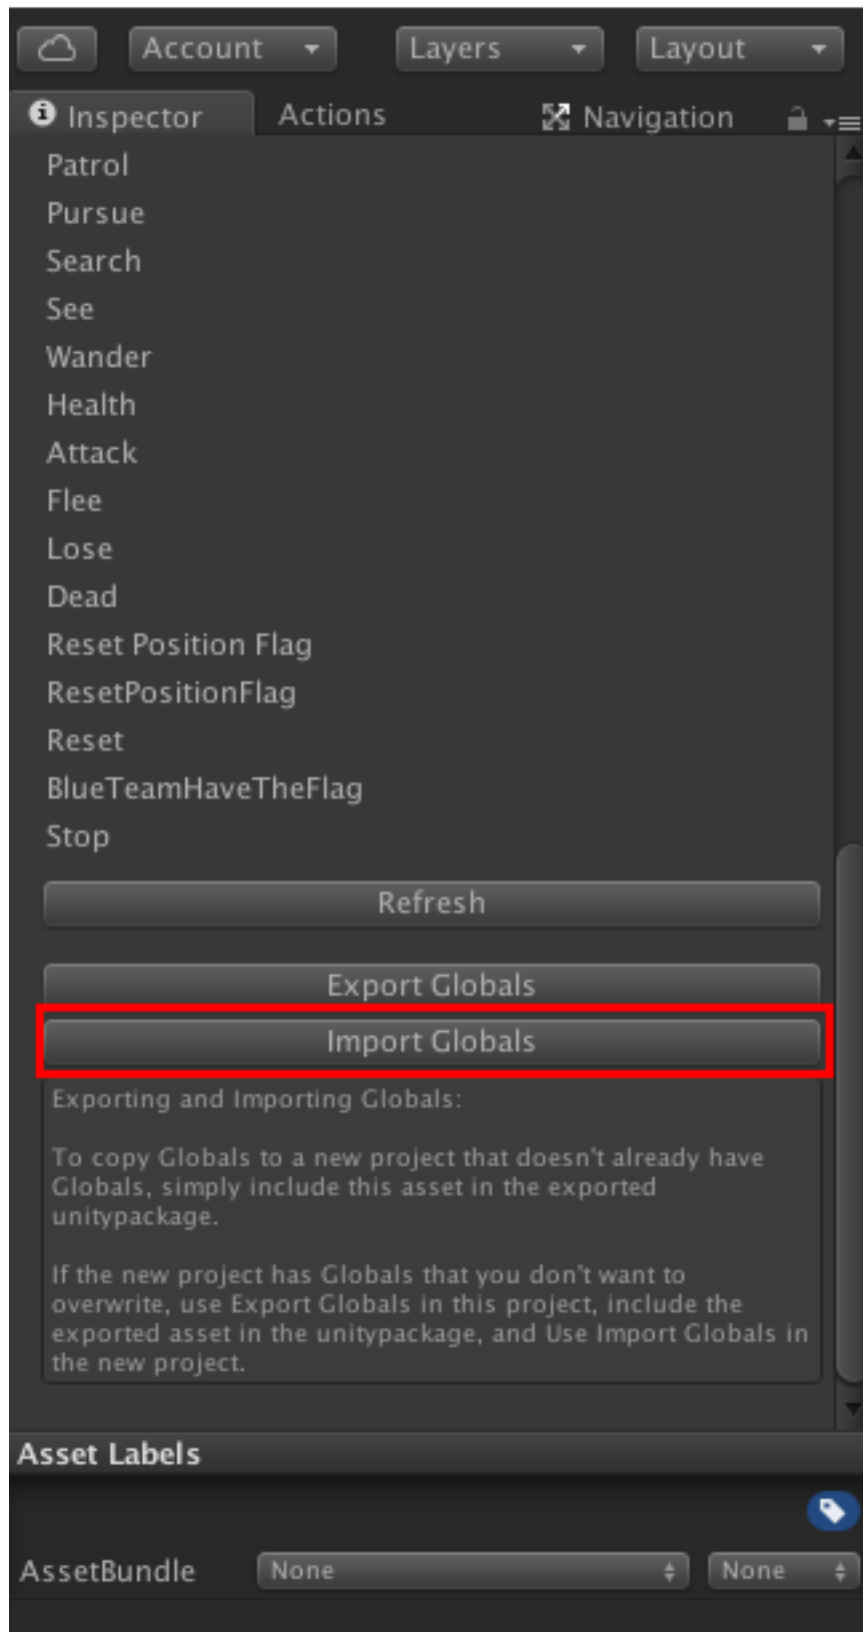 Account Layers Layout
Inspector Actions Navigation
Patrol
Pursue
Search
See
Wander
Health
Attack
Flee
Lose
Dead
Reset Position Flag
ResetPositionFlag
Reset
BlueTeamHaveTheFlag
Stop
Refresh
Export Globals
Import Globals
Exporting and Importing Globals:
To copy Globals to a new project that doesn't already have
Globals, simply include this asset in the exported
unitypackage.
If the new project has Globals that you don't want to
overwrite, use Export Globals in this project, include the
exported asset in the unitypackage, and Use Import Globals in
the new project.
Asset Labels
AssetBundle None None